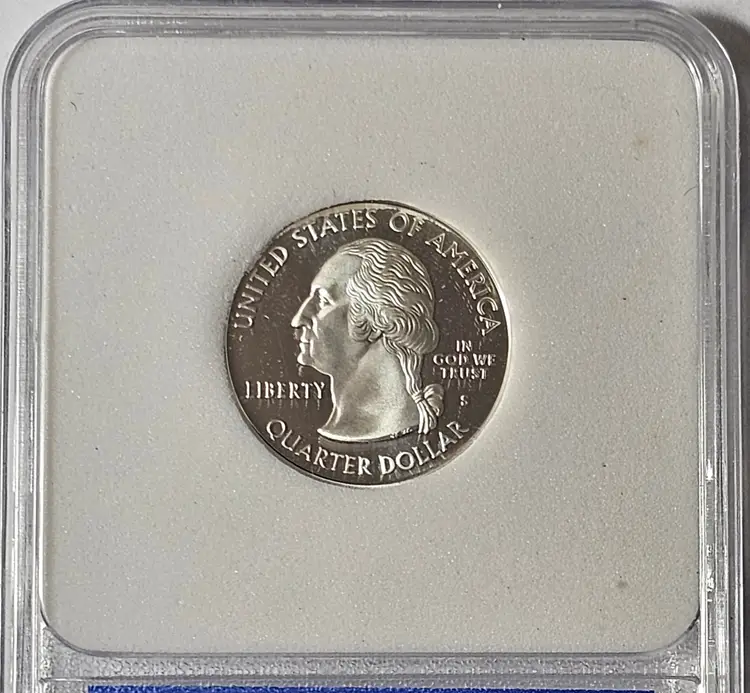 UNITED STATES OF AMERICA
LIBERTY
IN
GOD WE
TRUST
S
QUARTER DOLLAR